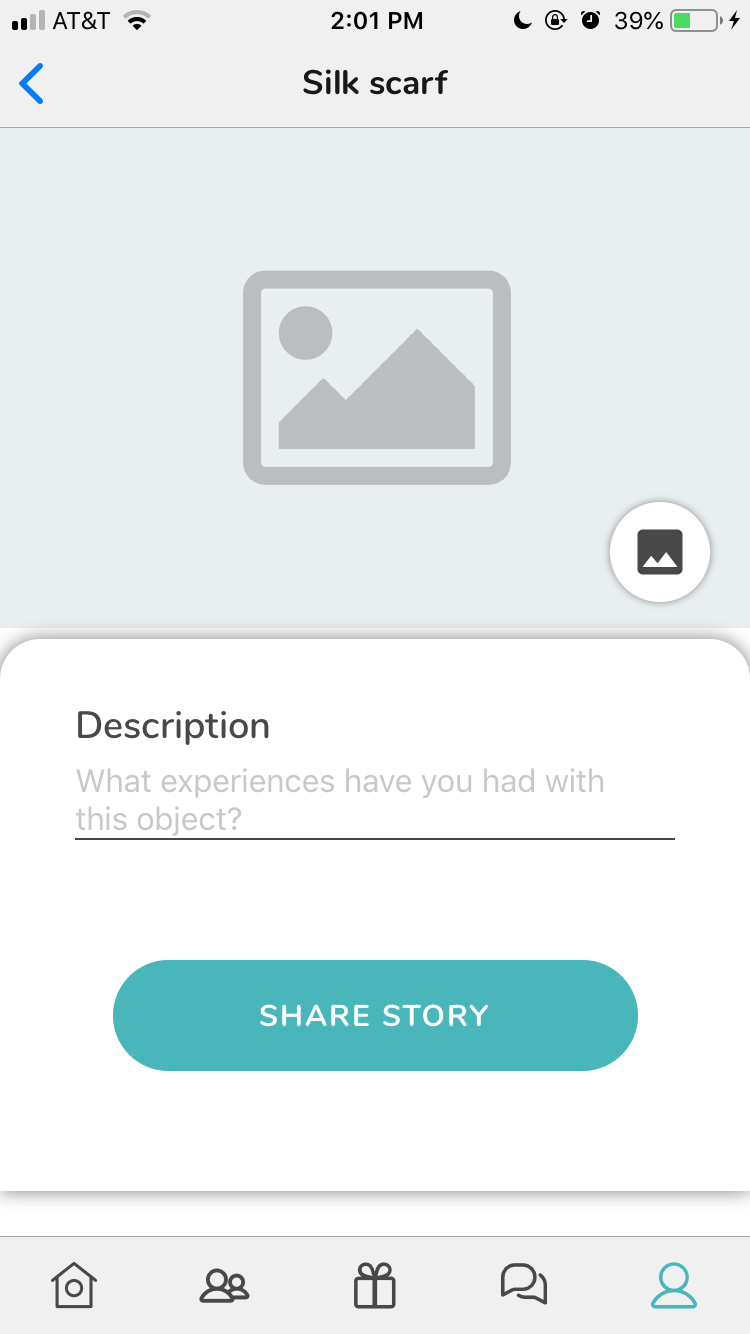 AT&T 2:01 PM 39%
Silk scarf
Description
What experiences have you had with
this object?
SHARE STORY